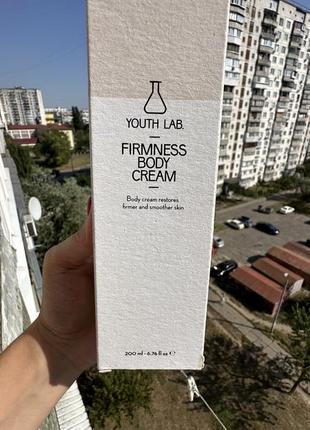 YOUTH LAB.
FIRMNESS
BODY
CREAM
Body cream restores
firmer and smoother skin
200 ml - 6.76 fl oz ℮